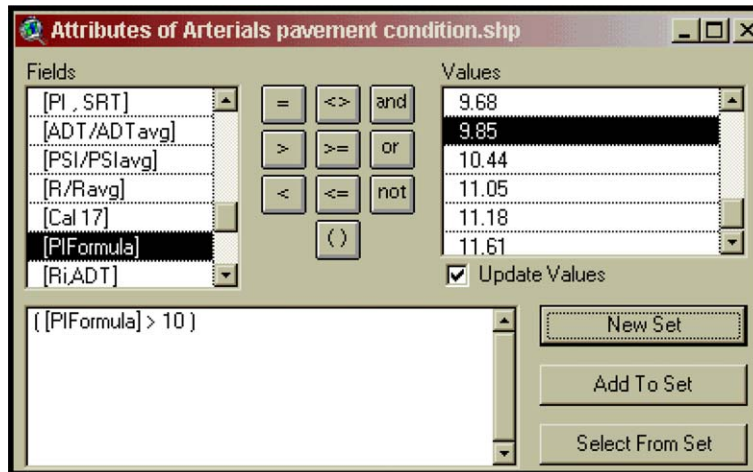 Attributes of Arterials pavement condition.shp
Fields
Values
[PI , SRT]
[ADT/ADTavg]
[PSI/PSIavg]
[R/Ravg]
[Cal 17]
[PIFormula]
[Ri,ADT]
= <> and
> >= or
< <= not
( )
9.68
9.85
10.44
11.05
11.18
11.61
Update Values
( [PIFormula] > 10 )
New Set
Add To Set
Select From Set